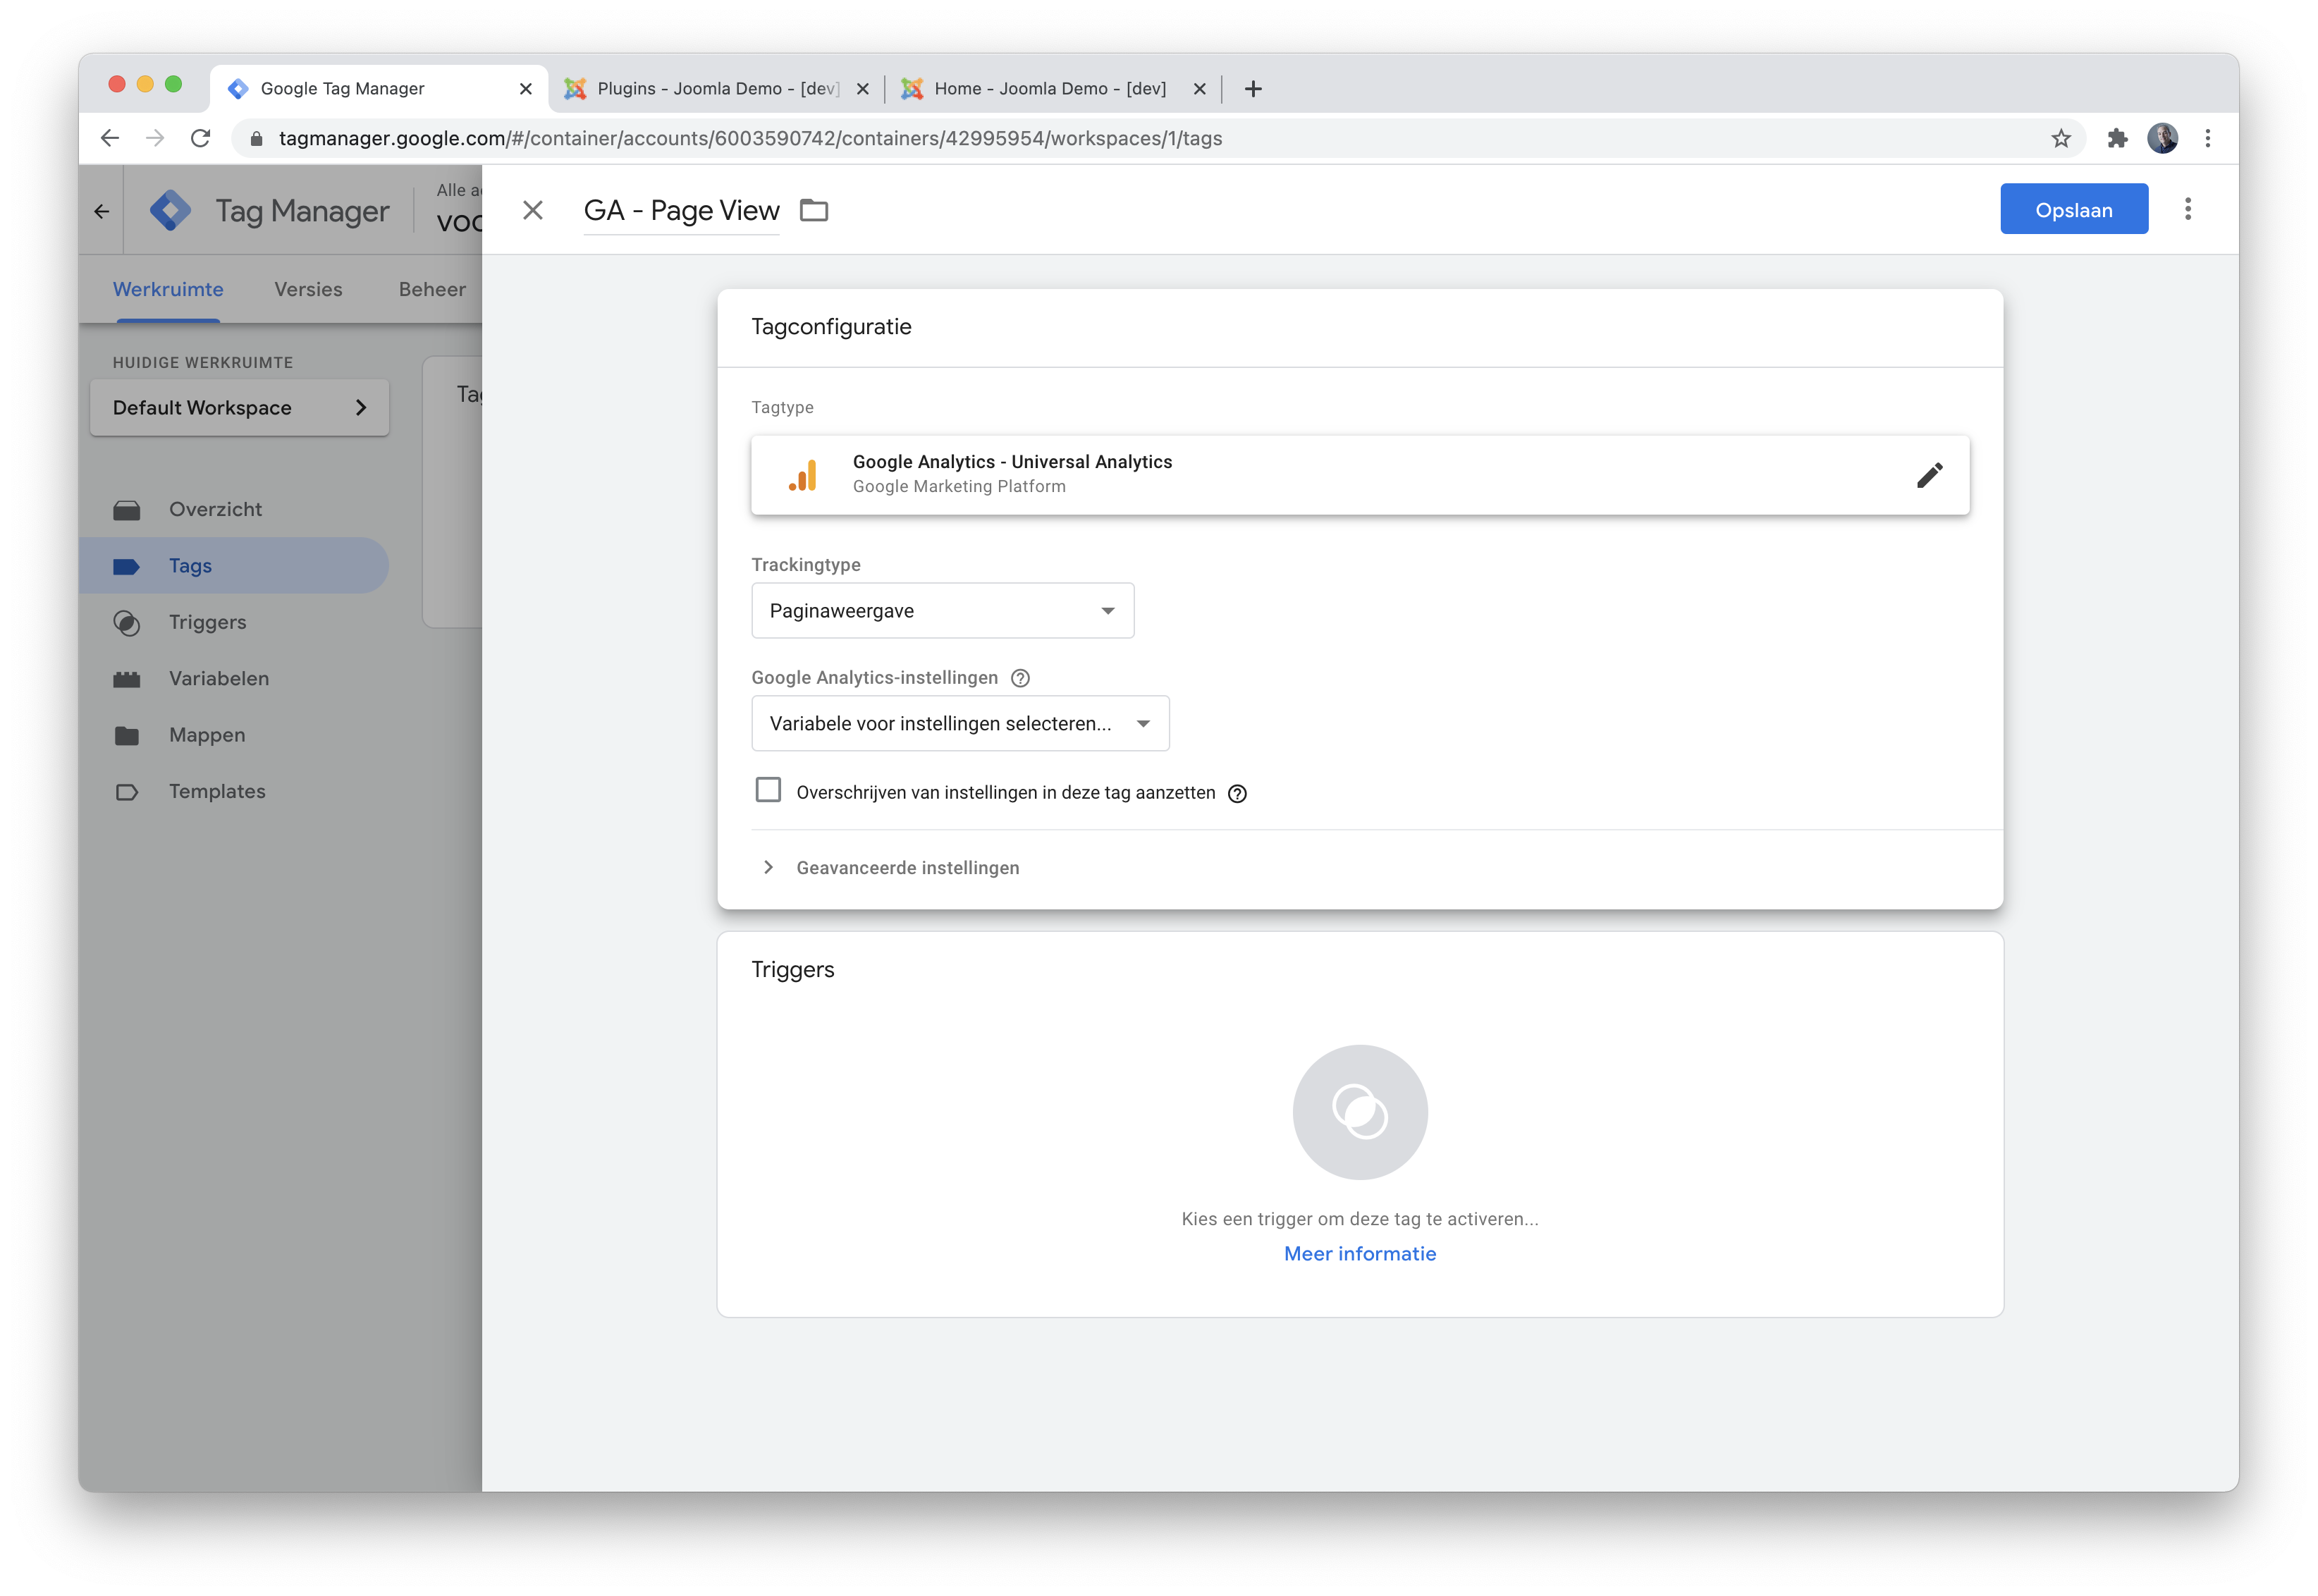 Google Tag Manager
Plugins - Joomla Demo - [dev]
Home - Joomla Demo - [dev]
tagmanager.google.com/#/container/accounts/6003590742/containers/42995954/workspaces/1/tags
Tag Manager
Alle
GA - Page View
Opslaan
Werkruimte
Versies
Beheer
HUIDIGE WERKRUIMTE
Default Workspace
Overzicht
Tags
Triggers
Variabelen
Mappen
Templates
Tagconfiguratie
Tagtype
Google Analytics - Universal Analytics
Google Marketing Platform
Trackingtype
Paginaweergave
Google Analytics-instellingen
Variabele voor instellingen selecteren...
Overschrijven van instellingen in deze tag aanzetten
Geavanceerde instellingen
Triggers
Kies een trigger om deze tag te activeren...
Meer informatie